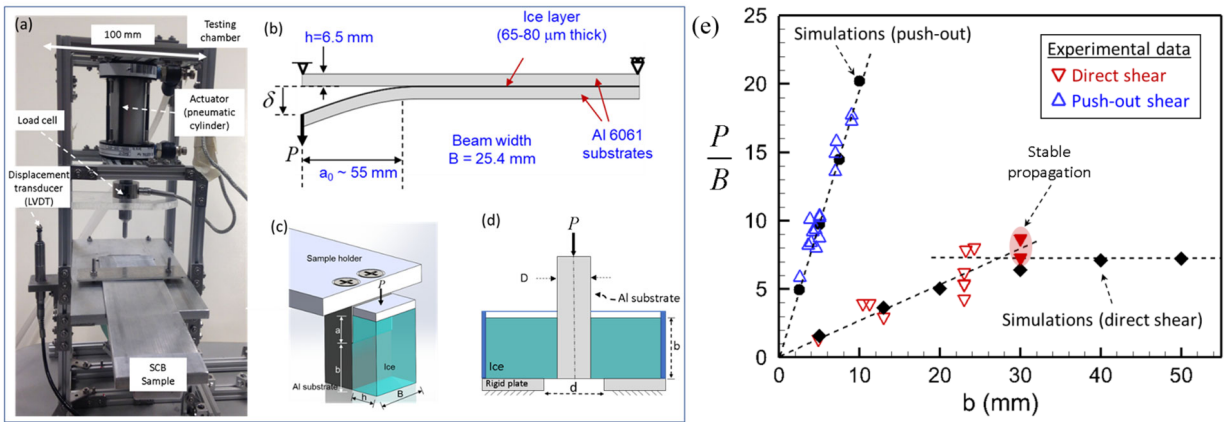 (a)
100 mm
Testing
chamber
Actuator
(pneumatic
cylinder)
Load cell
Displacement
transducer
(LVDT)
SCB
Sample
(b)
Ice layer
(65-80 μm thick)
h=6.5 mm
δ
P
a₀ ~ 55 mm
Beam width
B = 25.4 mm
Al 6061
substrates
(c)
Sample holder
P
a
b
Al substrate
Ice
h
B
(d)
P
D
Al substrate
b
Ice
Rigid plate
d
(e)
P
B
25
20
15
10
5
0
0 10 20 30 40 50
b (mm)
Simulations (push-out)
Experimental data
Direct shear
Push-out shear
Stable
propagation
Simulations (direct shear)